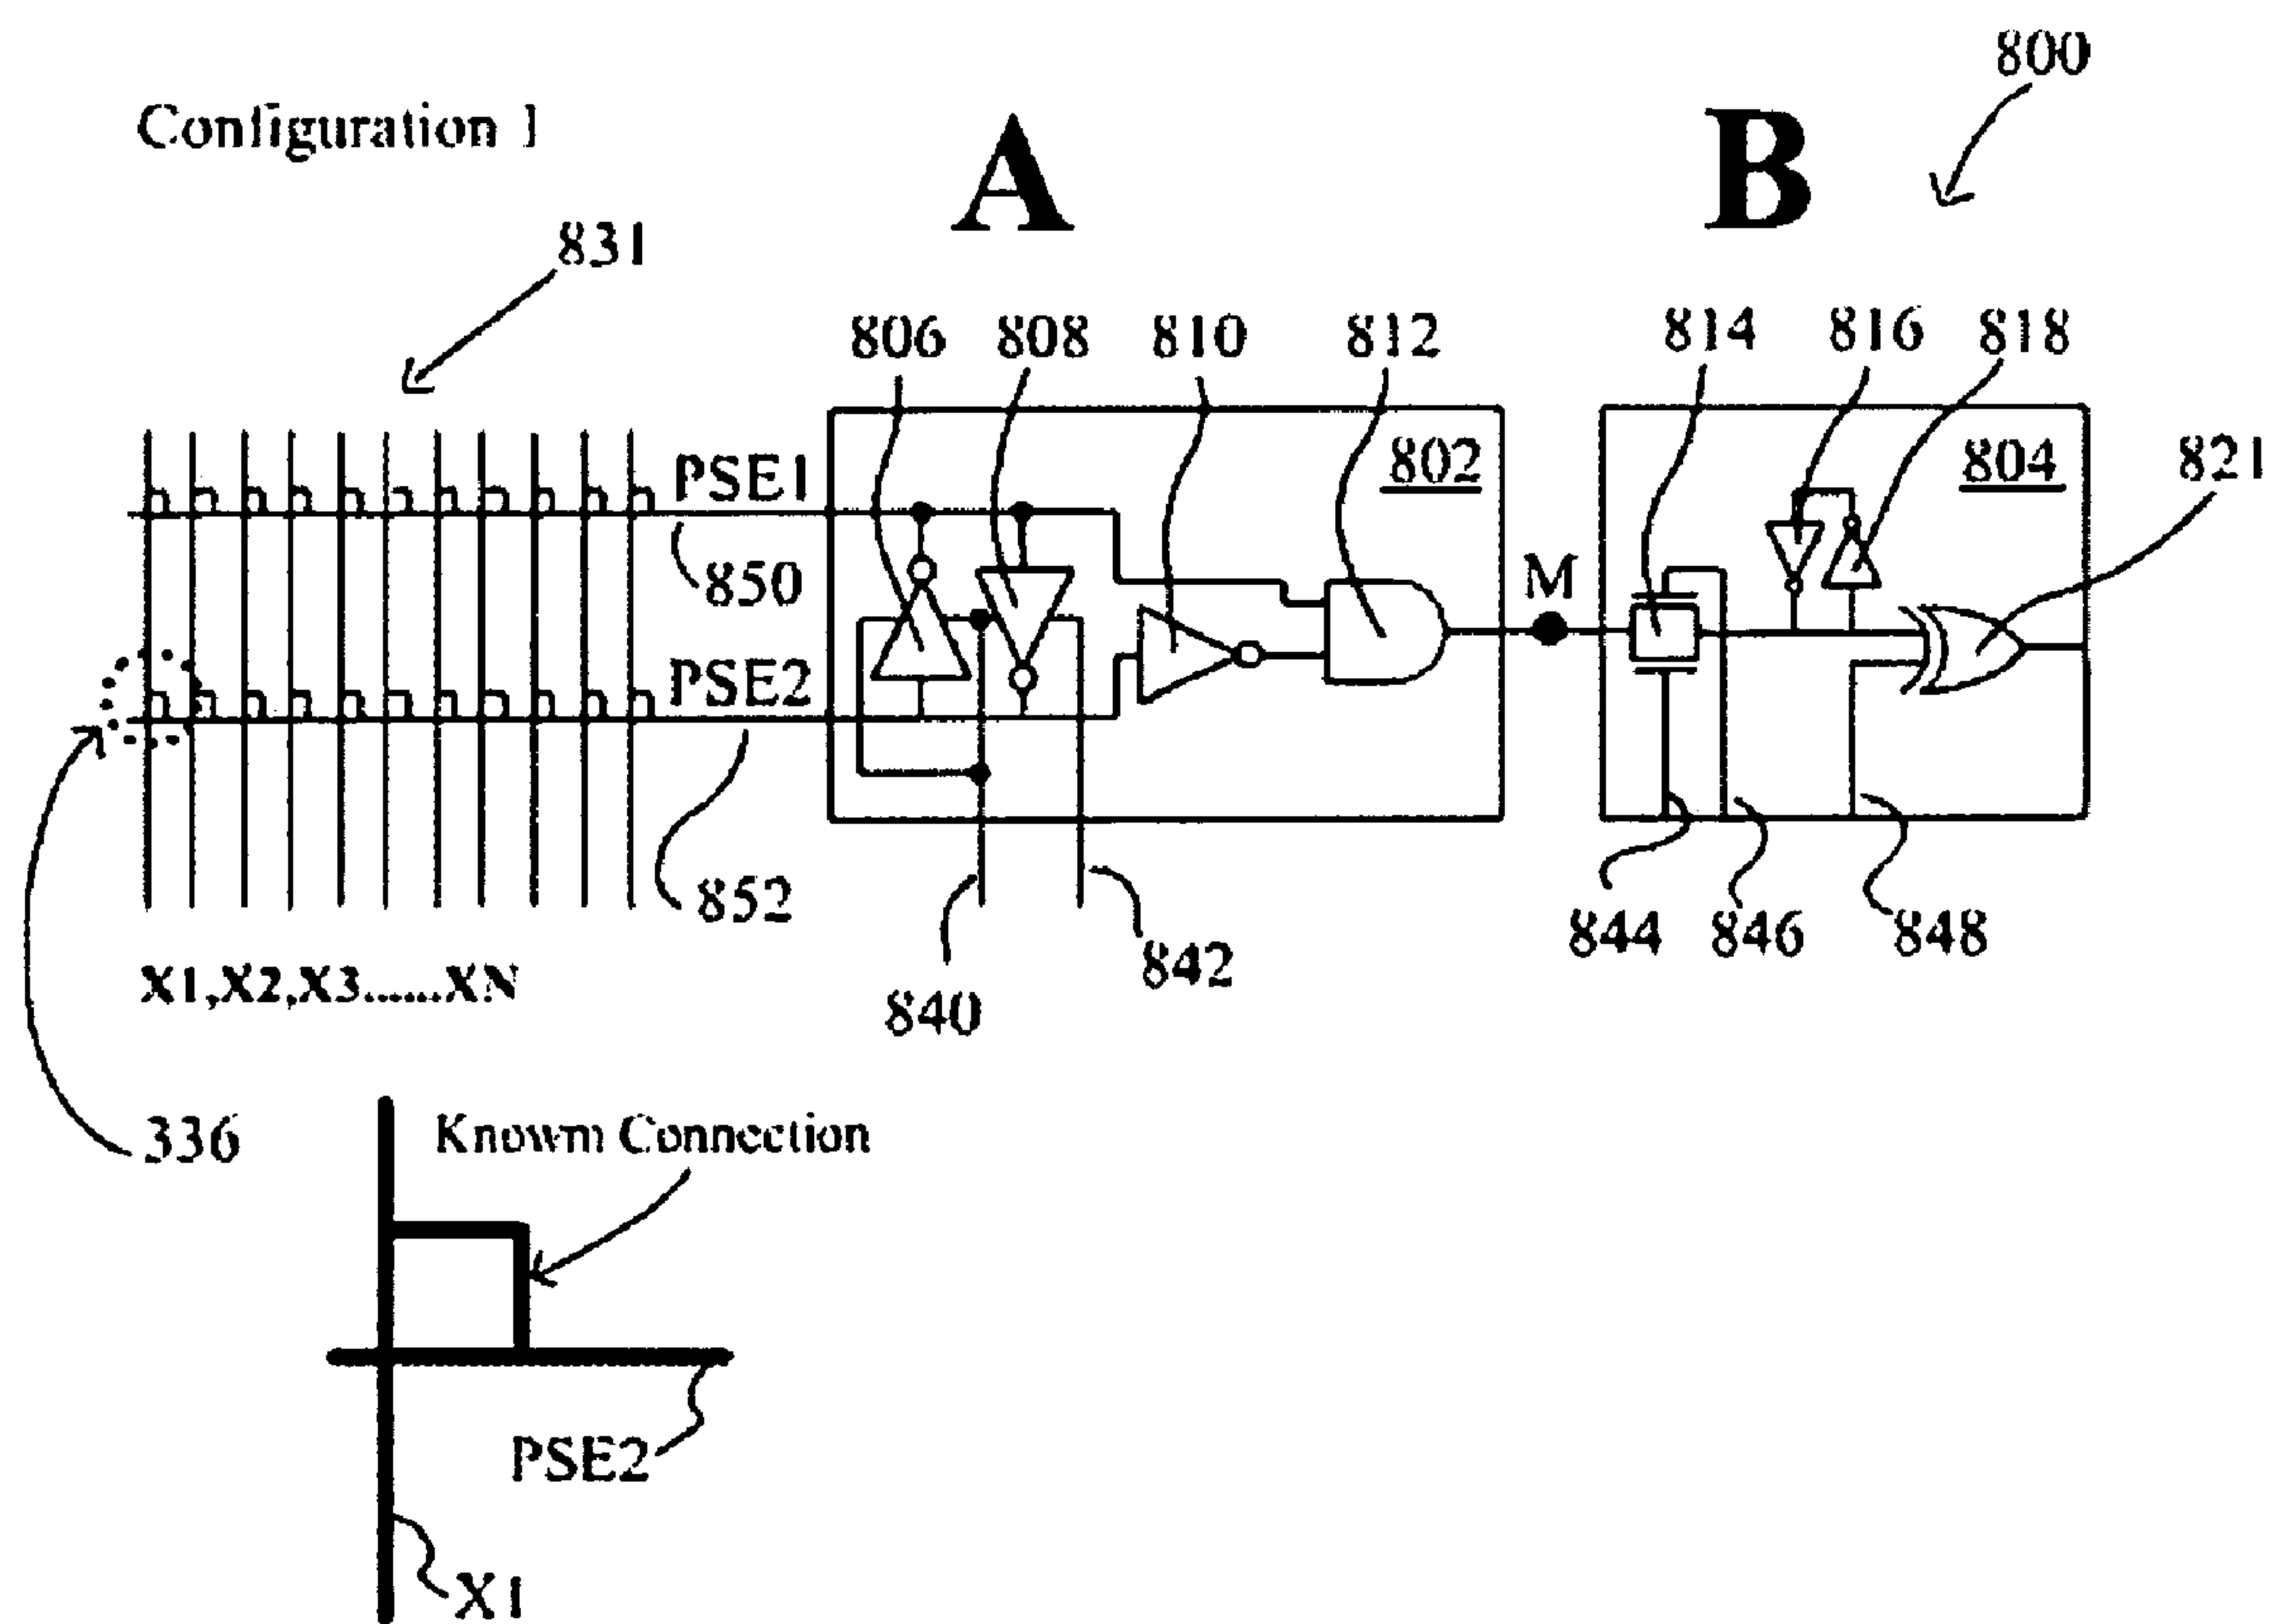 800
Configuration 1
A
B
831
806
808
810
812
814
816
818
PSE1
802
804
821
850
M
PSE2
852
840
842
844
846
848
X1,X2,X3......XN
336
Knowm Connection
PSE2
X1